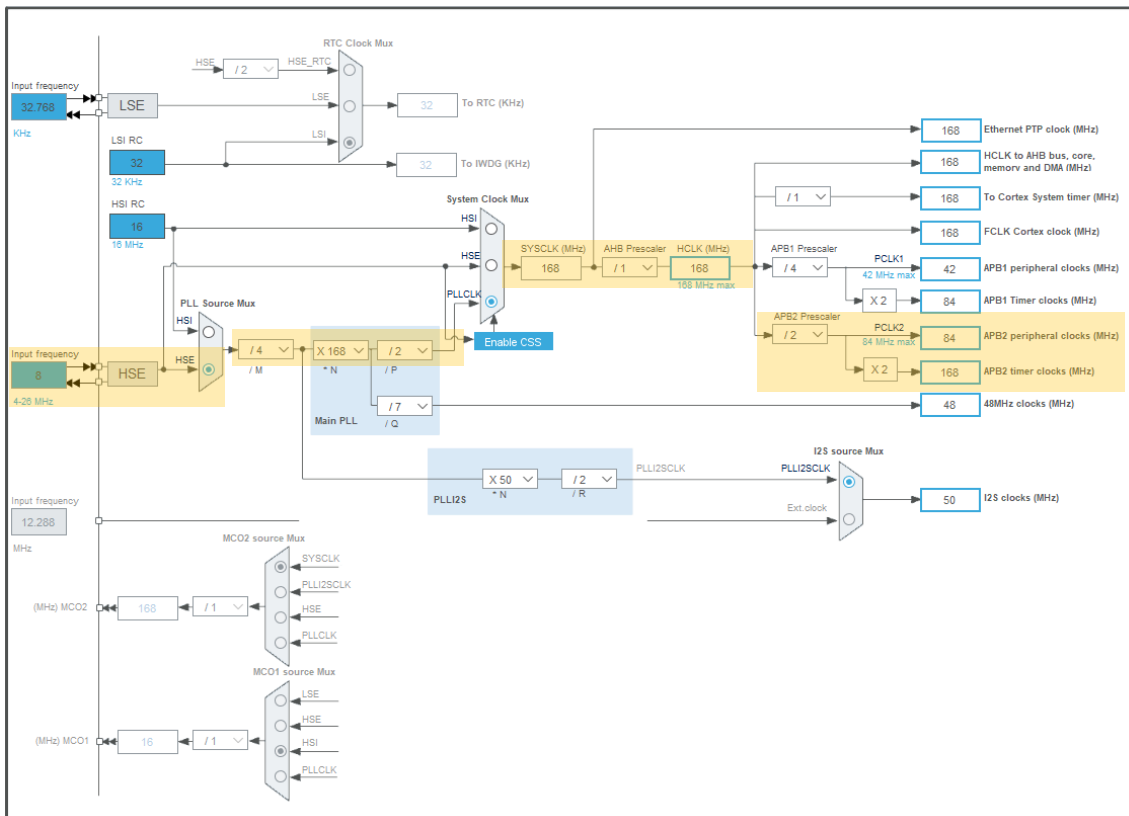 RTC Clock Mux
HSE
/ 2
HSE_RTC
Input frequency
32.768
KHz
LSE
LSE
32
To RTC (KHz)
LSI RC
32
32 KHz
LSI
32
To IWDG (KHz)
HSI RC
16
16 MHz
System Clock Mux
HSI
HSE
PLLCLK
Enable CSS
SYSCLK (MHz)
168
AHB Prescaler
/ 1
HCLK (MHz)
168
168 MHz max
168
Ethernet PTP clock (MHz)
168
HCLK to AHB bus, core,
memory and DMA (MHz)
/ 1
168
To Cortex System timer (MHz)
168
FCLK Cortex clock (MHz)
APB1 Prescaler
/ 4
PCLK1
42 MHz max
42
APB1 peripheral clocks (MHz)
X 2
84
APB1 Timer clocks (MHz)
APB2 Prescaler
/ 2
PCLK2
84 MHz max
84
APB2 peripheral clocks (MHz)
X 2
168
APB2 timer clocks (MHz)
PLL Source Mux
HSI
HSE
Input frequency
8
4-26 MHz
HSE
/ 4
/ M
X 168
* N
/ 2
/ P
/ 7
/ Q
Main PLL
48
48MHz clocks (MHz)
PLLI2S
X 50
* N
/ 2
/ R
PLLI2SCLK
I2S source Mux
PLLI2SCLK
Ext.clock
50
I2S clocks (MHz)
Input frequency
12.288
MHz
MCO2 source Mux
SYSCLK
PLLI2SCLK
HSE
PLLCLK
(MHz) MCO2
168
/ 1
MCO1 source Mux
LSE
HSE
HSI
PLLCLK
(MHz) MCO1
16
/ 1